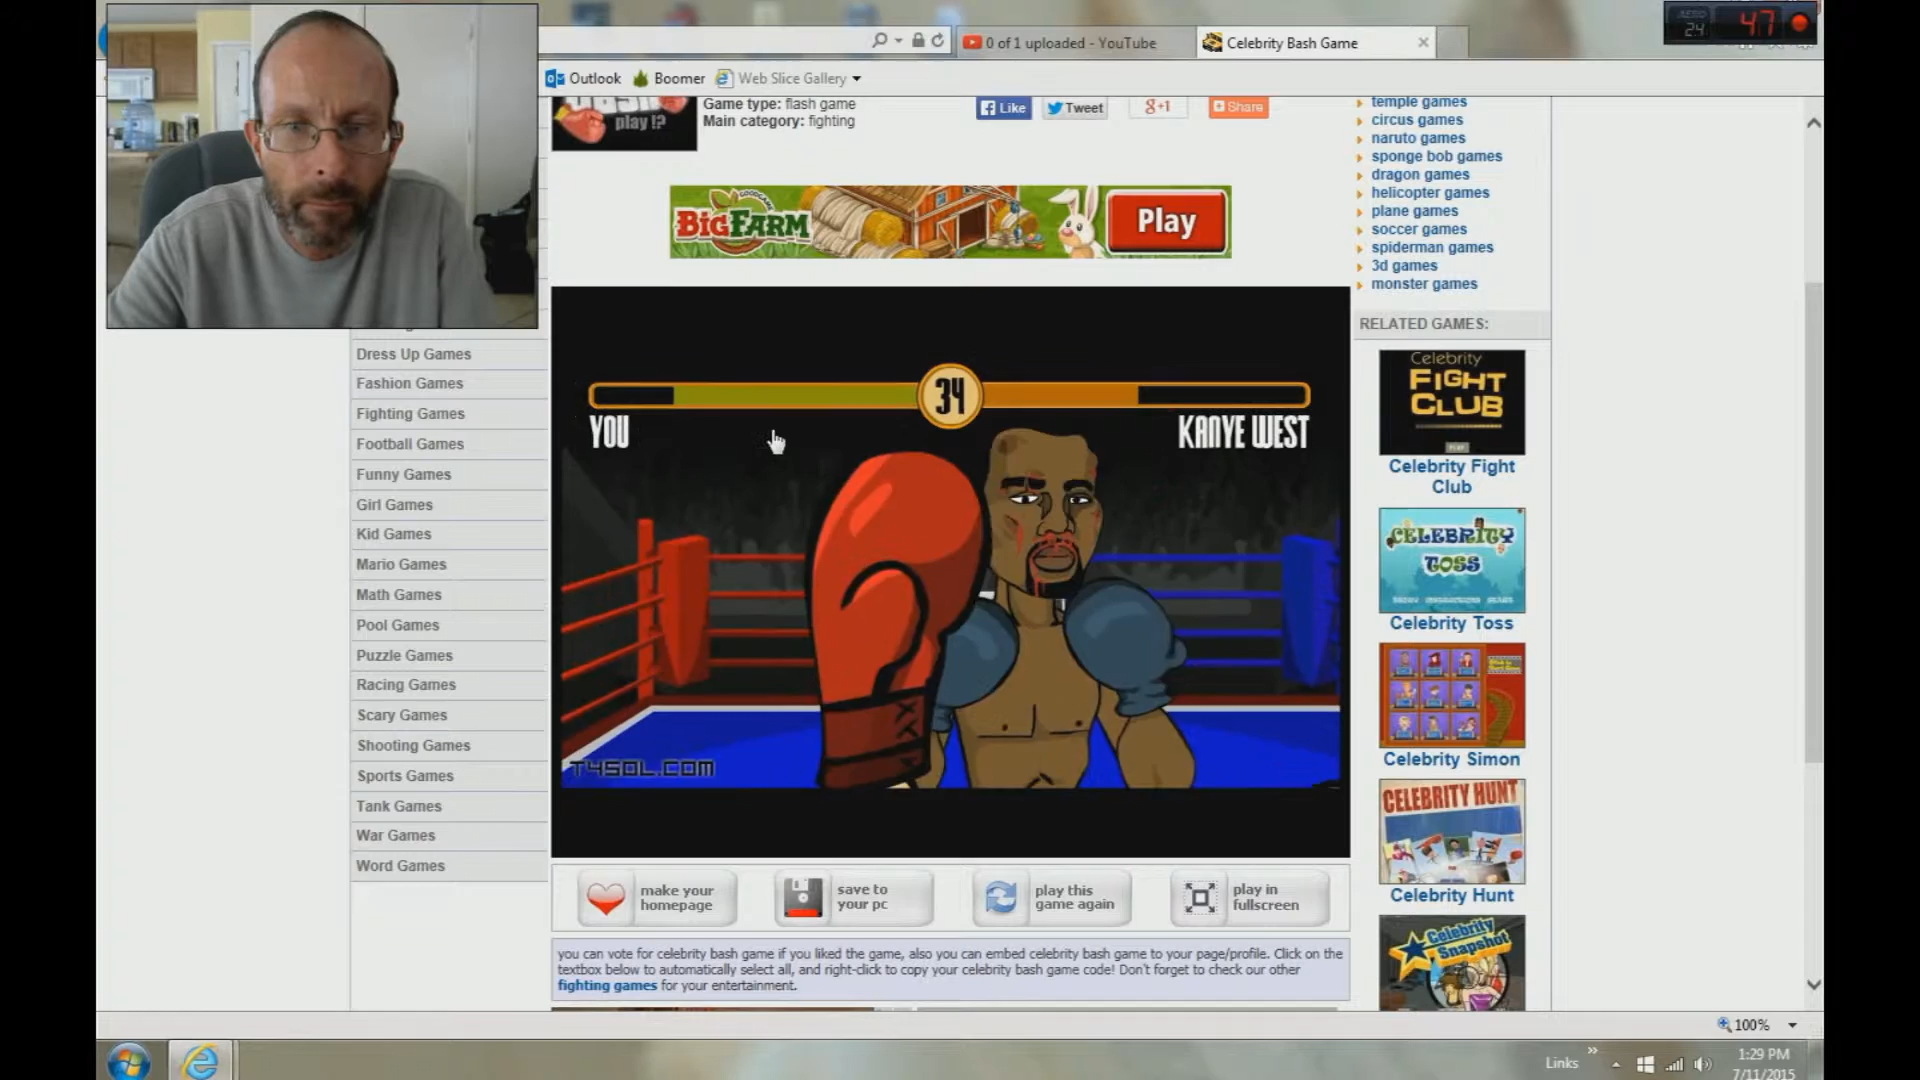 AERO
24
47
0 of 1 uploaded - YouTube
Celebrity Bash Game
Outlook
Boomer
Web Slice Gallery
play !?
Game type: flash game
Main category: fighting
Like
Tweet
g+1
Share
BIGFARM
Play
temple games
circus games
naruto games
sponge bob games
dragon games
helicopter games
plane games
soccer games
spiderman games
3d games
monster games
RELATED GAMES:
Celebrity
FIGHT
CLUB
PLAY
Celebrity Fight
Club
CELEBRITY
TOSS
Celebrity Toss
Celebrity Simon
CELEBRITY HUNT
Celebrity Hunt
Celebrity
Snapshot
Dress Up Games
Fashion Games
Fighting Games
Football Games
Funny Games
Girl Games
Kid Games
Mario Games
Math Games
Pool Games
Puzzle Games
Racing Games
Scary Games
Shooting Games
Sports Games
Tank Games
War Games
Word Games
34
YOU
KANYE WEST
T45OL.COM
make your
homepage
save to
your pc
play this
game again
play in
fullscreen
you can vote for celebrity bash game if you liked the game, also you can embed celebrity bash game to your page/profile. Click on the
textbox below to automatically select all, and right-click to copy your celebrity bash game code! Don't forget to check our other
fighting games for your entertainment.
100%
Links
1:29 PM
7/11/2015